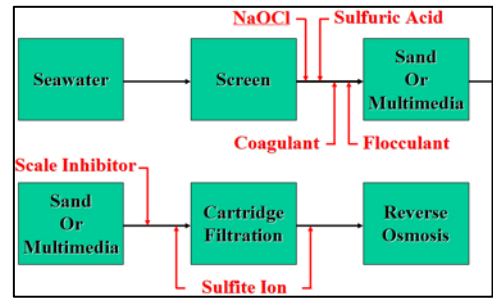 NaOCl Sulfuric Acid
Seawater
Screen
Sand
Or
Multimedia
Coagulant Flocculant
Scale Inhibitor
Sand
Or
Multimedia
Cartridge
Filtration
Reverse
Osmosis
Sulfite Ion